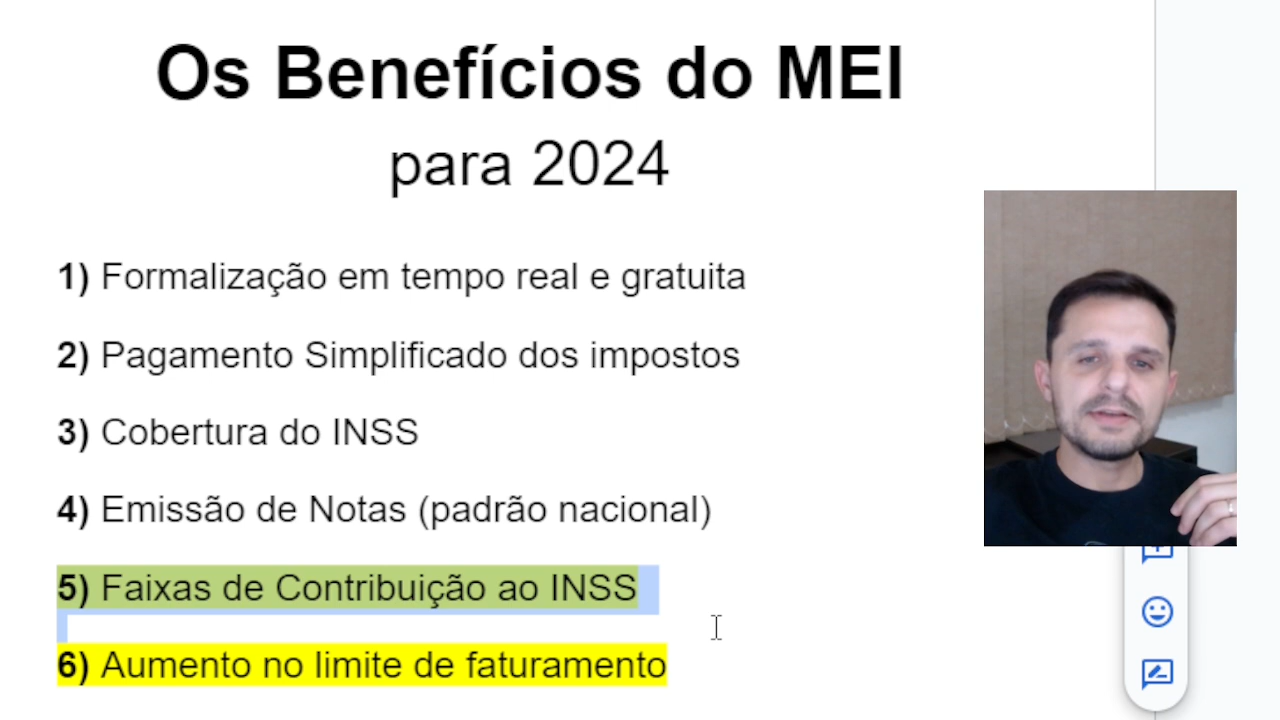 Os Benefícios do MEI
para 2024
1) Formalização em tempo real e gratuita
2) Pagamento Simplificado dos impostos
3) Cobertura do INSS
4) Emissão de Notas (padrão nacional)
5) Faixas de Contribuição ao INSS
6) Aumento no limite de faturamento